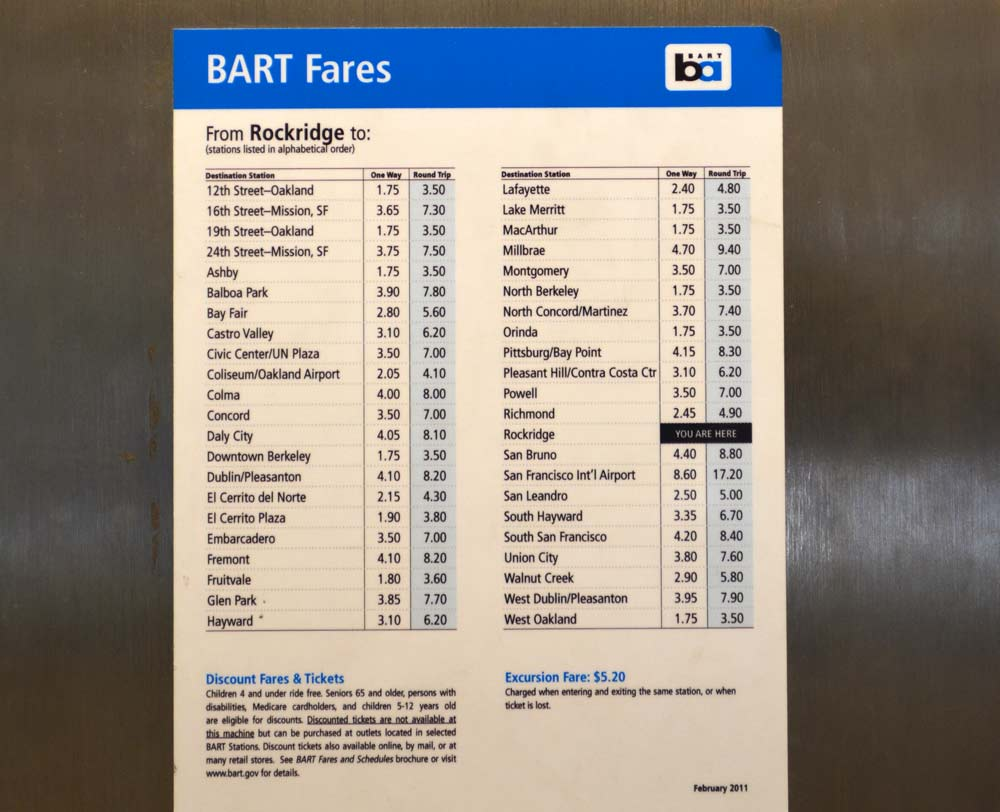 BART Fares
BART
ba
From Rockridge to:
(stations listed in alphabetical order)
Destination Station One Way Round Trip
12th Street–Oakland 1.75 3.50
16th Street–Mission, SF 3.65 7.30
19th Street–Oakland 1.75 3.50
24th Street–Mission, SF 3.75 7.50
Ashby 1.75 3.50
Balboa Park 3.90 7.80
Bay Fair 2.80 5.60
Castro Valley 3.10 6.20
Civic Center/UN Plaza 3.50 7.00
Coliseum/Oakland Airport 2.05 4.10
Colma 4.00 8.00
Concord 3.50 7.00
Daly City 4.05 8.10
Downtown Berkeley 1.75 3.50
Dublin/Pleasanton 4.10 8.20
El Cerrito del Norte 2.15 4.30
El Cerrito Plaza 1.90 3.80
Embarcadero 3.50 7.00
Fremont 4.10 8.20
Fruitvale 1.80 3.60
Glen Park 3.85 7.70
Hayward 3.10 6.20
Destination Station One Way Round Trip
Lafayette 2.40 4.80
Lake Merritt 1.75 3.50
MacArthur 1.75 3.50
Millbrae 4.70 9.40
Montgomery 3.50 7.00
North Berkeley 1.75 3.50
North Concord/Martinez 3.70 7.40
Orinda 1.75 3.50
Pittsburg/Bay Point 4.15 8.30
Pleasant Hill/Contra Costa Ctr 3.10 6.20
Powell 3.50 7.00
Richmond 2.45 4.90
Rockridge YOU ARE HERE
San Bruno 4.40 8.80
San Francisco Int'l Airport 8.60 17.20
San Leandro 2.50 5.00
South Hayward 3.35 6.70
South San Francisco 4.20 8.40
Union City 3.80 7.60
Walnut Creek 2.90 5.80
West Dublin/Pleasanton 3.95 7.90
West Oakland 1.75 3.50
Discount Fares & Tickets
Children 4 and under ride free. Seniors 65 and older, persons with
disabilities, Medicare cardholders, and children 5-12 years old
are eligible for discounts. Discounted tickets are not available at
this machine but can be purchased at outlets located in selected
BART Stations. Discount tickets also available online, by mail, or at
many retail stores. See BART Fares and Schedules brochure or visit
www.bart.gov for details.
Excursion Fare: $5.20
Charged when entering and exiting the same station, or when
ticket is lost.
February 2011